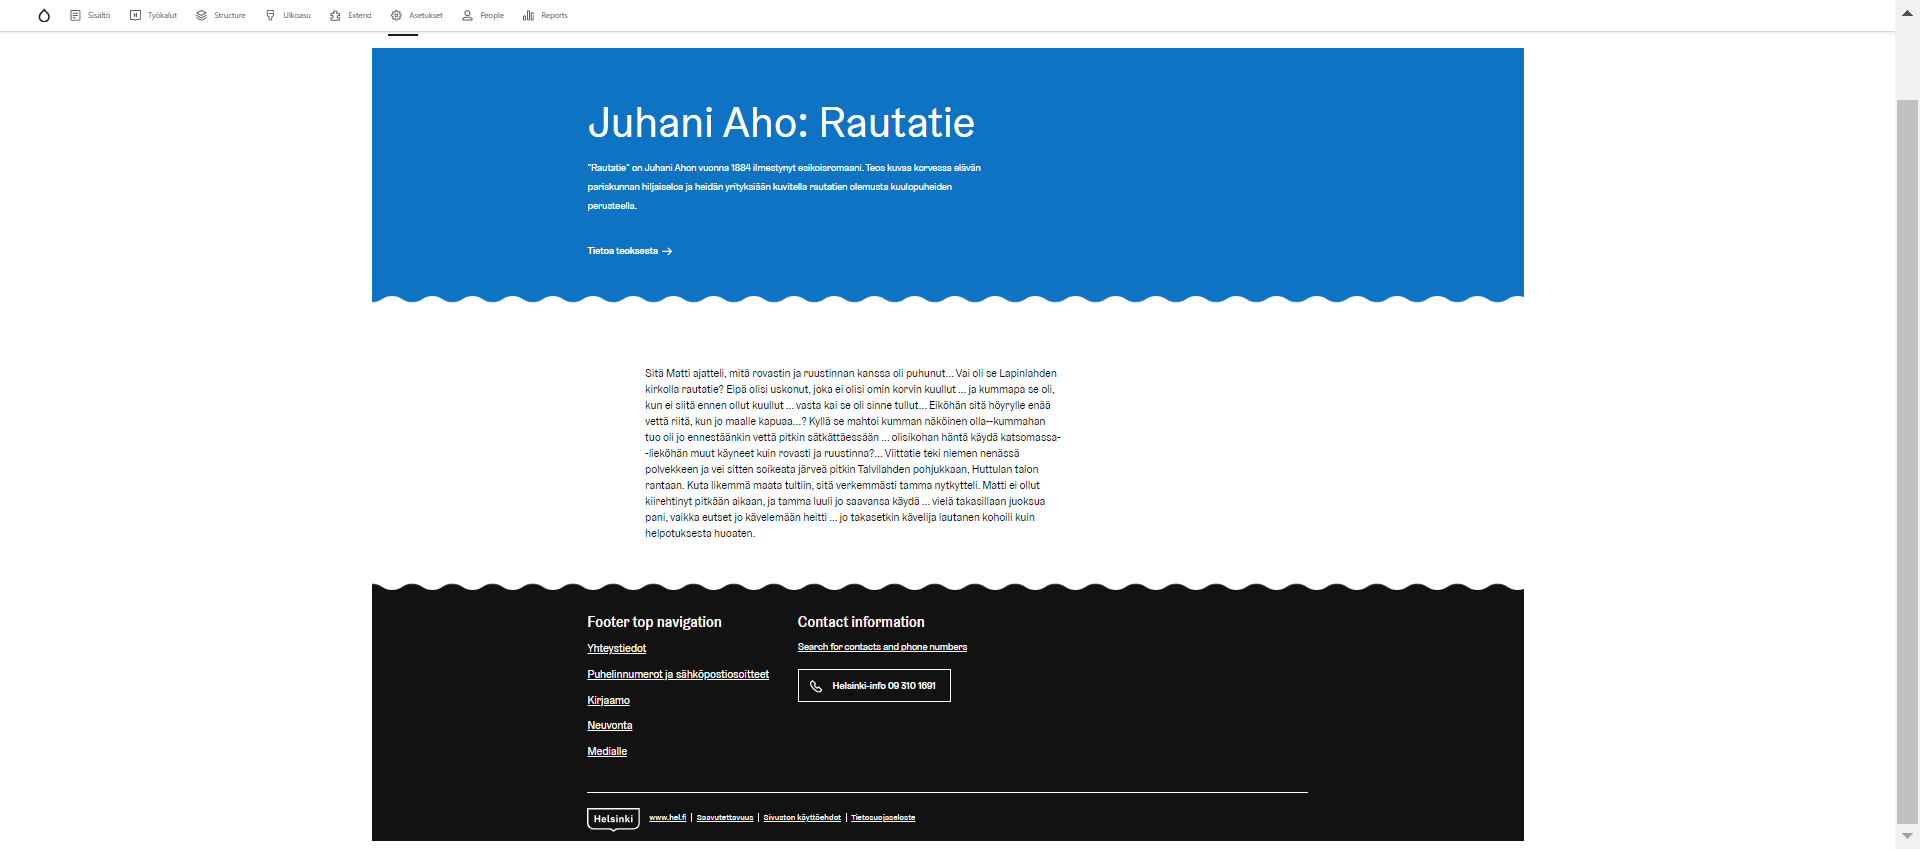 Sisältö Työkalut Structure Ulkoasu Extend Asetukset People Reports
Juhani Aho: Rautatie
"Rautatie" on Juhani Ahon vuonna 1884 ilmestynyt esikoisromaani. Teos kuvaa korvessa elävän
pariskunnan hiljaiseloa ja heidän yrityksiään kuvitella rautatien olemusta kuulopuheiden
perusteella.
Tietoa teoksesta →
Sitä Matti ajatteli, mitä rovastin ja ruustinnan kanssa oli puhunut... Vai oli se Lapinlahden
kirkolla rautatie? Eipä olisi uskonut, joka ei olisi omin korvin kuullut ... ja kummapa se oli,
kun ei siitä ennen ollut kuullut ... vasta kai se oli sinne tullut... Eiköhän sitä höyrylle enää
vettä riitä, kun jo maalle kapuaa...? Kyllä se mahtoi kumman näköinen olla--kummahan
tuo oli jo ennestäänkin vettä pitkin sätkättäessään ... olisikohan häntä käydä katsomassa-
-lieköhän muut käyneet kuin rovasti ja ruustinna?... Viittatie teki niemen nenässä
polvekkeen ja vei sitten soikeata järveä pitkin Talvilahden pohjukkaan, Huttulan talon
rantaan. Kuta likemmä maata tultiin, sitä verkemmästi tamma nytkytteli. Matti ei ollut
kiirehtinyt pitkään aikaan, ja tamma luuli jo saavansa käydä ... vielä takasillaan juoksua
pani, vaikka eutset jo kävelemään heitti ... jo takasetkin kävelijä lautanen kohoili kuin
helpotuksesta huoaten.
Footer top navigation
Yhteystiedot
Puhelinnumerot ja sähköpostiosoitteet
Kirjaamo
Neuvonta
Medialle
Contact information
Search for contacts and phone numbers
Helsinki-info 09 310 1691
Helsinki www.hel.fi | Saavutettavuus | Sivuston käyttöehdot | Tietosuojaseloste